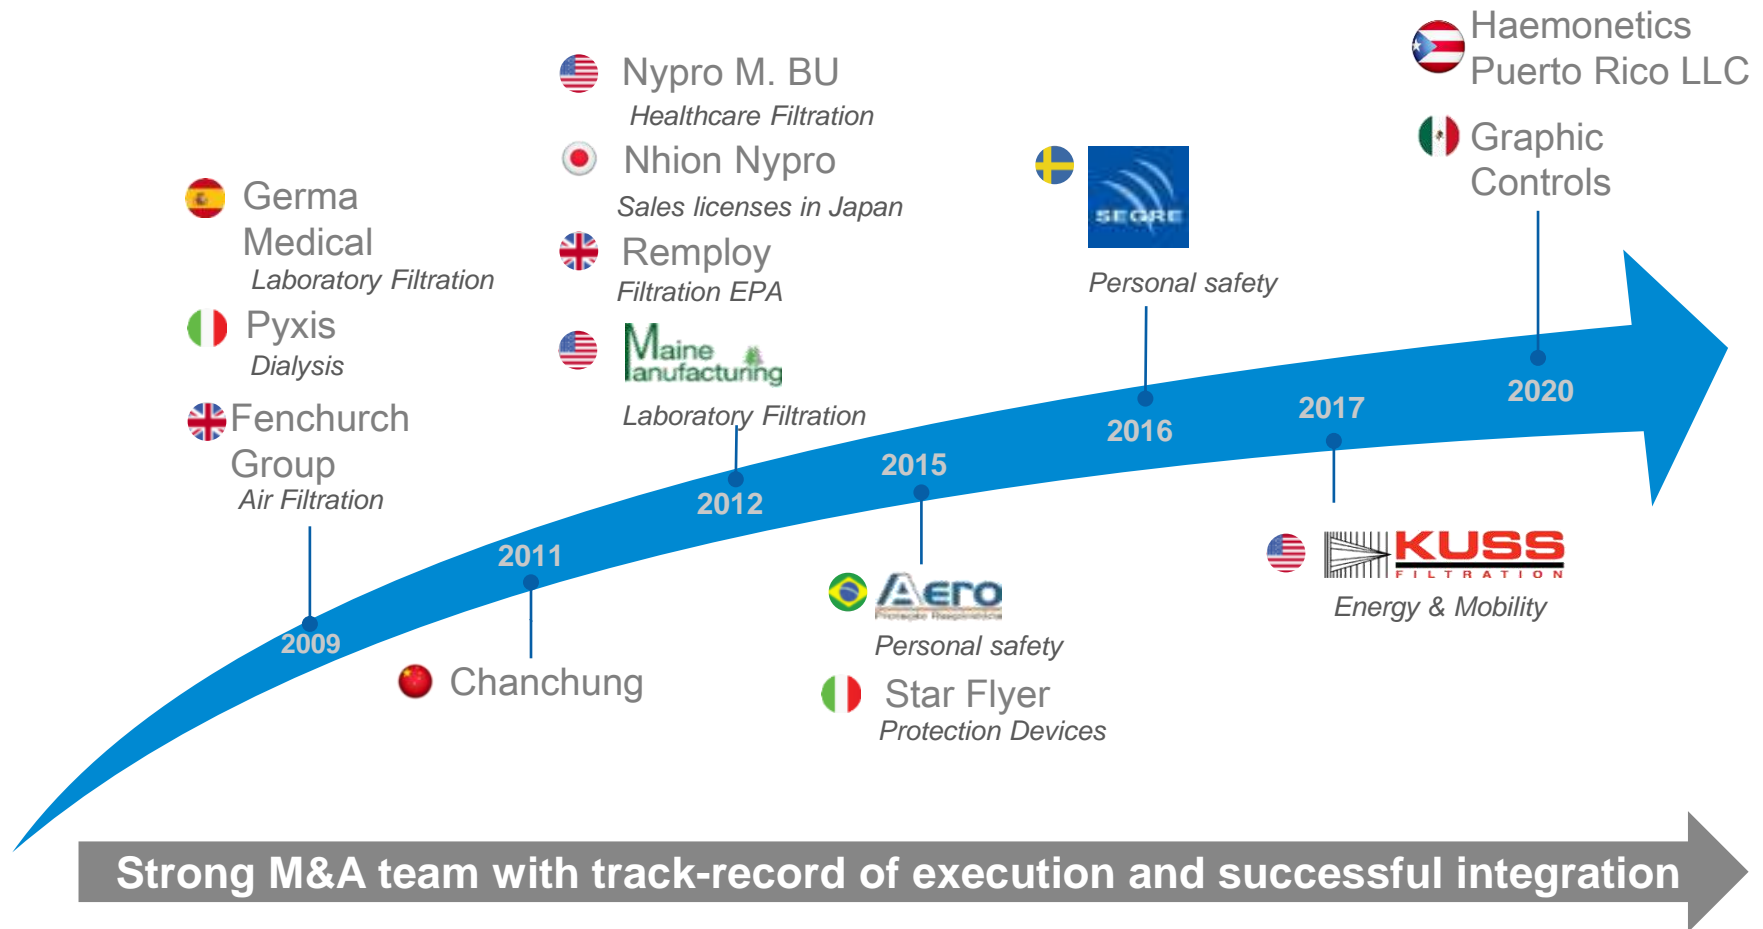 Haemonetics
Puerto Rico LLC
Graphic
Controls
2020
Nypro M. BU
Healthcare Filtration
Nhion Nypro
Sales licenses in Japan
Remploy
Filtration EPA
Maine
Manufacturing
Laboratory Filtration
2012
Germa
Medical
Laboratory Filtration
Pyxis
Dialysis
Fenchurch
Group
Air Filtration
2009
SEGRE
Personal safety
2016
2011
Chanchung
2015
Aero
Personal safety
Star Flyer
Protection Devices
2017
KUSS
FILTRATION
Energy & Mobility
Strong M&A team with track-record of execution and successful integration